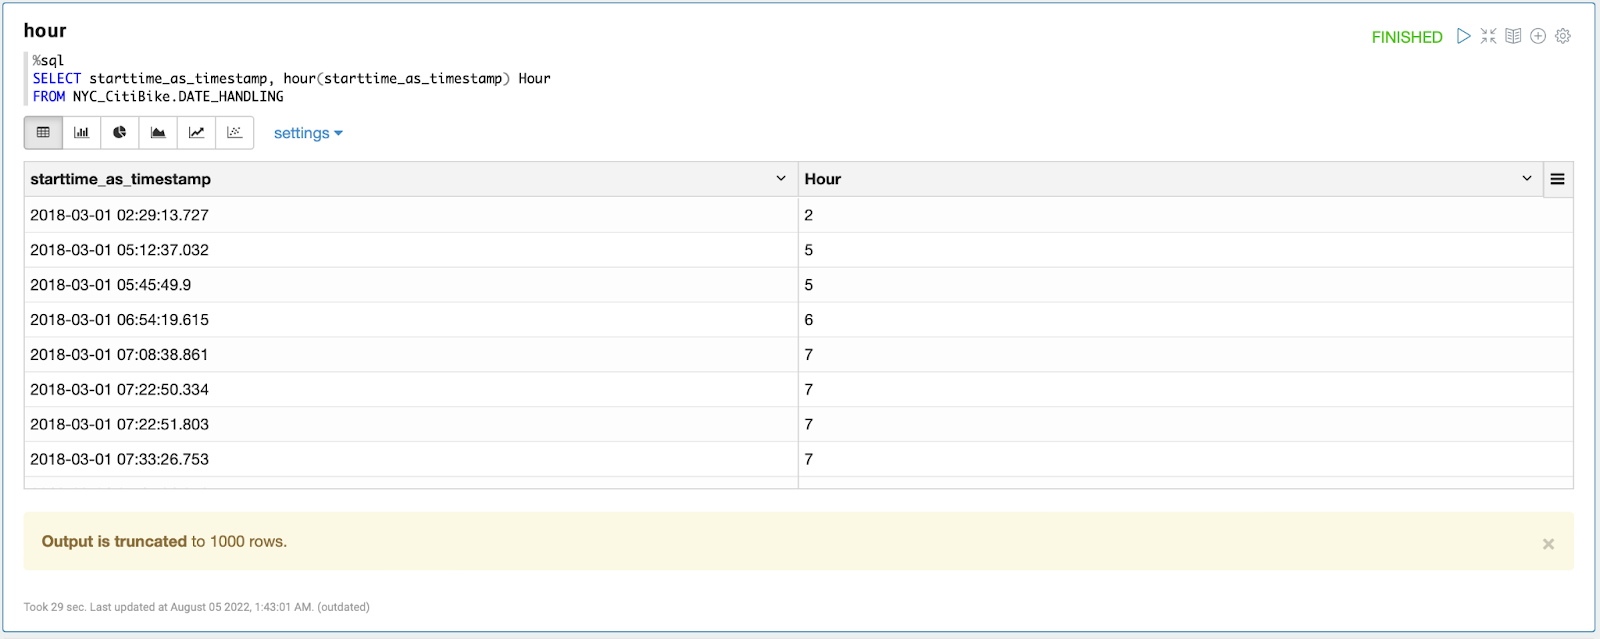 hour
FINISHED
%sql
SELECT starttime_as_timestamp, hour(starttime_as_timestamp) Hour
FROM NYC_CitiBike.DATE_HANDLING
settings
starttime_as_timestamp Hour
2018-03-01 02:29:13.727 2
2018-03-01 05:12:37.032 5
2018-03-01 05:45:49.9 5
2018-03-01 06:54:19.615 6
2018-03-01 07:08:38.861 7
2018-03-01 07:22:50.334 7
2018-03-01 07:22:51.803 7
2018-03-01 07:33:26.753 7
Output is truncated to 1000 rows.
Took 29 sec. Last updated at August 05 2022, 1:43:01 AM. (outdated)